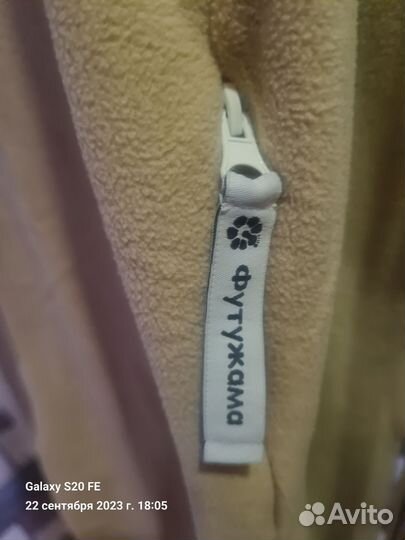 Футужама
Galaxy S20 FE
22 сентября 2023 г. 18:05
Avito